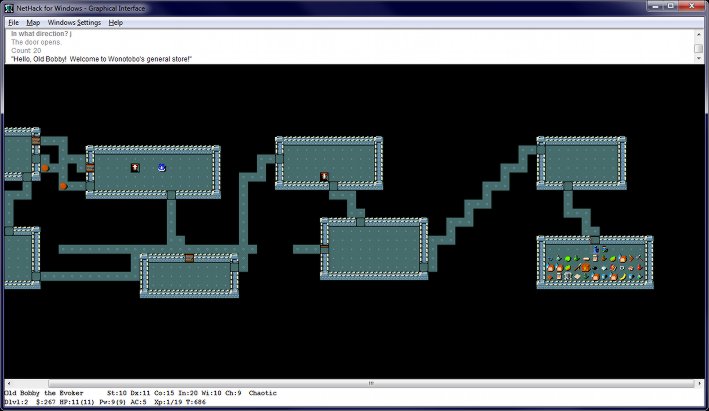 NetHack for Windows - Graphical Interface
File Map Windows Settings Help
In what direction? j
The door opens.
Count: 20
"Hello, Old Bobby! Welcome to Wonotobo's general store!"
Old Bobby the Evoker St:10 Dx:11 Co:15 In:20 Wi:10 Ch:9 Chaotic
Dlvl:2 $:267 HP:11(11) Pw:9(9) AC:5 Xp:1/19 T:686